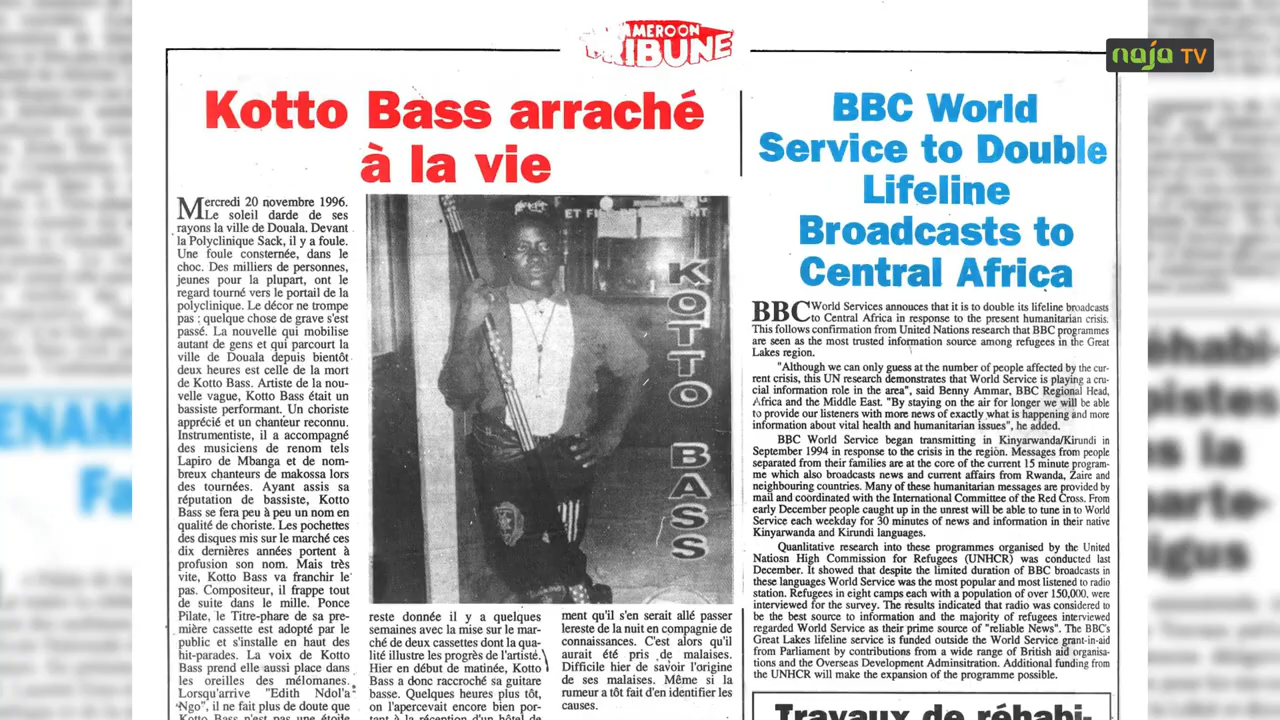 CAMEROON
TRIBUNE
naja TV
Kotto Bass arraché
à la vie
Mercredi 20 novembre 1996.
Le soleil darde de ses
rayons la ville de Douala. Devant
la Polyclinique Sack, il y a foule.
Une foule consternée, dans le
choc. Des milliers de personnes,
jeunes pour la plupart, ont le
regard tourné vers le portail de la
polyclinique. Le décor ne trompe
pas ; quelque chose de grave s'est
passé. La nouvelle qui mobilise
autant de gens et qui parcourt la
ville de Douala depuis bientôt
deux heures est celle de la mort
de Kotto Bass. Artiste de la nou-
velle vague, Kotto Bass était un
bassiste performant. Un choriste
apprécié et un chanteur reconnu.
Instrumentiste, il a accompagné
des musiciens de renom tels
Lapiro de Mbanga et de nom-
breux chanteurs de makossa lors
des tournées. Ayant assis sa
réputation de bassiste, Kotto
Bass se fera peu à peu un nom en
qualité de choriste. Les pochettes
des disques mis sur le marché ces
dix dernières années portent à
profusion son nom. Mais très
vite, Kotto Bass va franchir le
pas. Compositeur, il frappe tout
de suite dans le mille. Ponce
Pilate, le Titre-phare de sa pre-
mière cassette est adopté par le
public et s'installe en haut des
hit-parades. La voix de Kotto
Bass prend elle aussi place dans
les oreilles des mélomanes.
Lorsqu'arrive "Edith Ndol'a
Ngo", il ne fait plus de doute que
Kotto Bass n'est pas une étoile
KOTTO BASS
reste donnée il y a quelques
semaines avec la mise sur le mar-
ché de deux cassettes dont la qua-
lité illustre les progrès de l'artiste.
Hier en début de matinée, Kotto
Bass a donc raccroché sa guitare
basse. Quelques heures plus tôt,
on l'apercevait encore bien por-
tant à la réception d'un hôtel de
ment qu'il s'en serait allé passer
lereste de la nuit en compagnie de
connaissances. C'est alors qu'il
aurait été pris de malaises.
Difficile hier de savoir l'origine
de ses malaises. Même si la
rumeur a tôt fait d'en identifier les
causes.
BBC World
Service to Double
Lifeline
Broadcasts to
Central Africa
BBC World Services annouces that it is to double its lifeline broadcasts
to Central Africa in response to the present humanitarian crisis.
This follows confirmation from United Nations research that BBC programmes
are seen as the most trusted information source among refugees in the Great
Lakes region.
"Although we can only guess at the number of people affected by the cur-
rent crisis, this UN research demonstrates that World Service is playing a cru-
cial information role in the area", said Benny Ammar, BBC Regional Head,
Africa and the Middle East. "By staying on the air for longer we will be able
to provide our listeners with more news of exactly what is happening and more
information about vital health and humanitarian issues", he added.
BBC World Service began transmitting in Kinyarwanda/Kirundi in
September 1994 in response to the crisis in the region. Messages from people
separated from their families are at the core of the current 15 minute program-
me which also broadcasts news and current affairs from Rwanda, Zaire and
neighbouring countries. Many of these humanitarian messages are provided by
mail and coordinated with the International Committee of the Red Cross. From
early December people caught up in the unrest will be able to tune in to World
Service each weekday for 30 minutes of news and information in their native
Kinyarwanda and Kirundi languages.
Quantitative research into these programmes organised by the United
Natiosn High Commission for Refugees (UNHCR) was conducted last
December. It showed that despite the limited duration of BBC broadcasts in
these languages World Service was the most popular and most listened to radio
station. Refugees in eight camps each with a population of over 150,000, were
interviewed for the survey. The results indicated that radio was considered to
be the best source to information and the majority of refugees interviewed
regarded World Service as their prime source of "reliable News". The BBC's
Great Lakes lifeline service is funded outside the World Service grant-in-aid
from Parliament by contributions from a wide range of British aid organisa-
tions and the Overseas Development Adminsitration. Additional funding from
the UNHCR will make the expansion of the programme possible.
Travaux de réhabi-